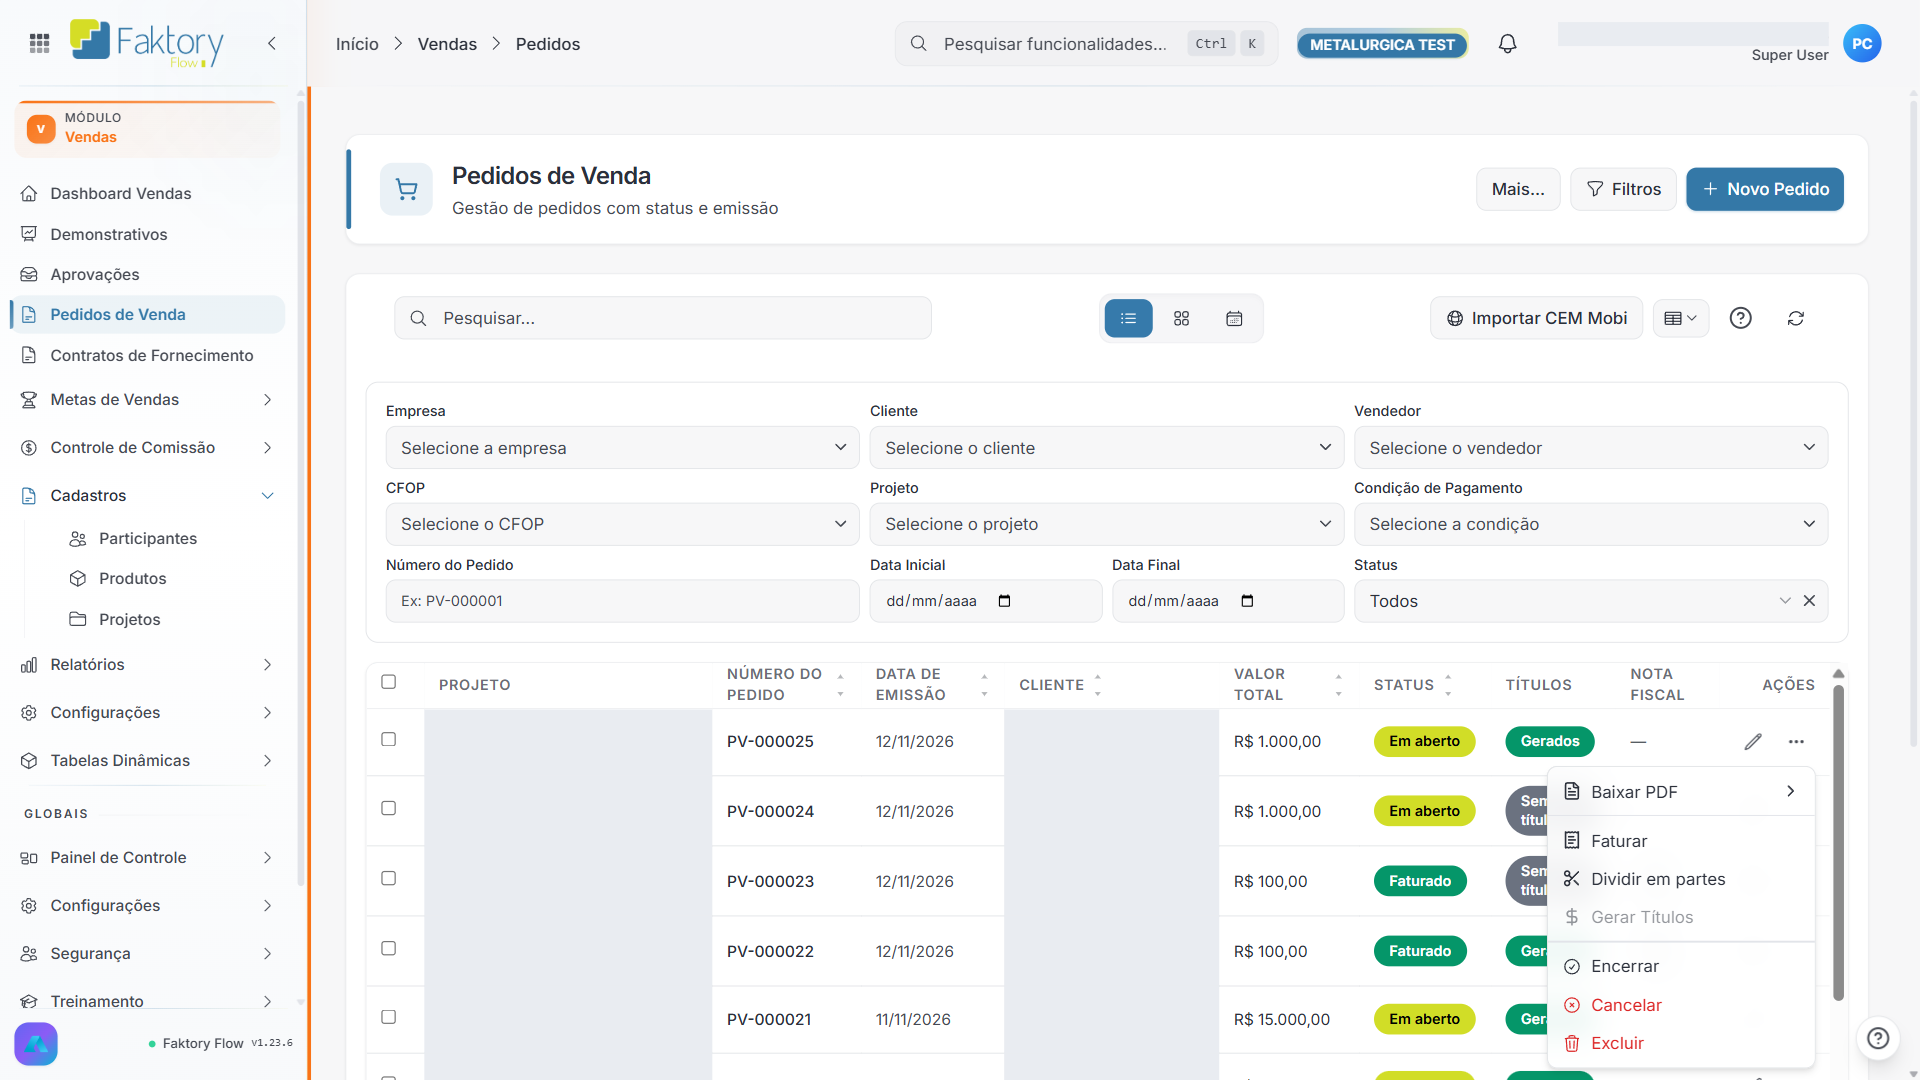 Faktory
Flow
Início > Vendas > Pedidos
Pesquisar funcionalidades... Ctrl K
METALURGICA TEST
Super User
PC
V
MÓDULO
Vendas
Dashboard Vendas
Demonstrativos
Aprovações
Pedidos de Venda
Contratos de Fornecimento
Metas de Vendas
Controle de Comissão
Cadastros
Participantes
Produtos
Projetos
Relatórios
Configurações
Tabelas Dinâmicas
GLOBAIS
Painel de Controle
Configurações
Segurança
Treinamento
Faktory Flow v1.23.6
Pedidos de Venda
Gestão de pedidos com status e emissão
Mais...
Filtros
+ Novo Pedido
Pesquisar...
Importar CEM Mobi
Empresa Cliente Vendedor
Selecione a empresa Selecione o cliente Selecione o vendedor
CFOP Projeto Condição de Pagamento
Selecione o CFOP Selecione o projeto Selecione a condição
Número do Pedido Data Inicial Data Final Status
Ex: PV-000001 dd/mm/aaaa dd/mm/aaaa Todos
PROJETO NÚMERO DO PEDIDO DATA DE EMISSÃO CLIENTE VALOR TOTAL STATUS TÍTULOS NOTA FISCAL AÇÕES
PV-000025 12/11/2026 R$ 1.000,00 Em aberto Gerados —
PV-000024 12/11/2026 R$ 1.000,00 Em aberto Sem títul
PV-000023 12/11/2026 R$ 100,00 Faturado Sem títul
PV-000022 12/11/2026 R$ 100,00 Faturado Ger
PV-000021 11/11/2026 R$ 15.000,00 Em aberto Ger
Baixar PDF
Faturar
Dividir em partes
Gerar Títulos
Encerrar
Cancelar
Excluir